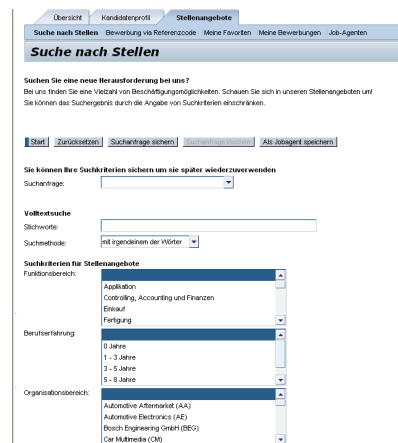 Übersicht Kandidatenprofil Stellenangebote
Suche nach Stellen Bewerbung via Referenzcode Meine Favoriten Meine Bewerbungen Job-Agenten
Suche nach Stellen
Suchen Sie eine neue Herausforderung bei uns?
Bei uns finden Sie eine Vielzahl von Beschäftigungsmöglichkeiten. Schauen Sie sich in unseren Stellenangeboten um!
Sie können das Suchergebnis durch die Angabe von Suchkriterien einschränken.
Start Zurücksetzen Suchanfrage sichern Suchanfrage löschen Als Jobagent speichern
Sie können Ihre Suchkriterien sichern um sie später wiederzuverwenden
Suchanfrage:
Volltextsuche
Stichworte:
Suchmethode: mit irgendeinem der Wörter
Suchkriterien für Stellenangebote
Funktionsbereich:
Applikation
Controlling, Accounting und Finanzen
Einkauf
Fertigung
Berufserfahrung:
0 Jahre
1 - 3 Jahre
3 - 5 Jahre
5 - 8 Jahre
Organisationsbereich:
Automotive Aftermarket (AA)
Automotive Electronics (AE)
Bosch Engineering GmbH (BEG)
Car Multimedia (CM)